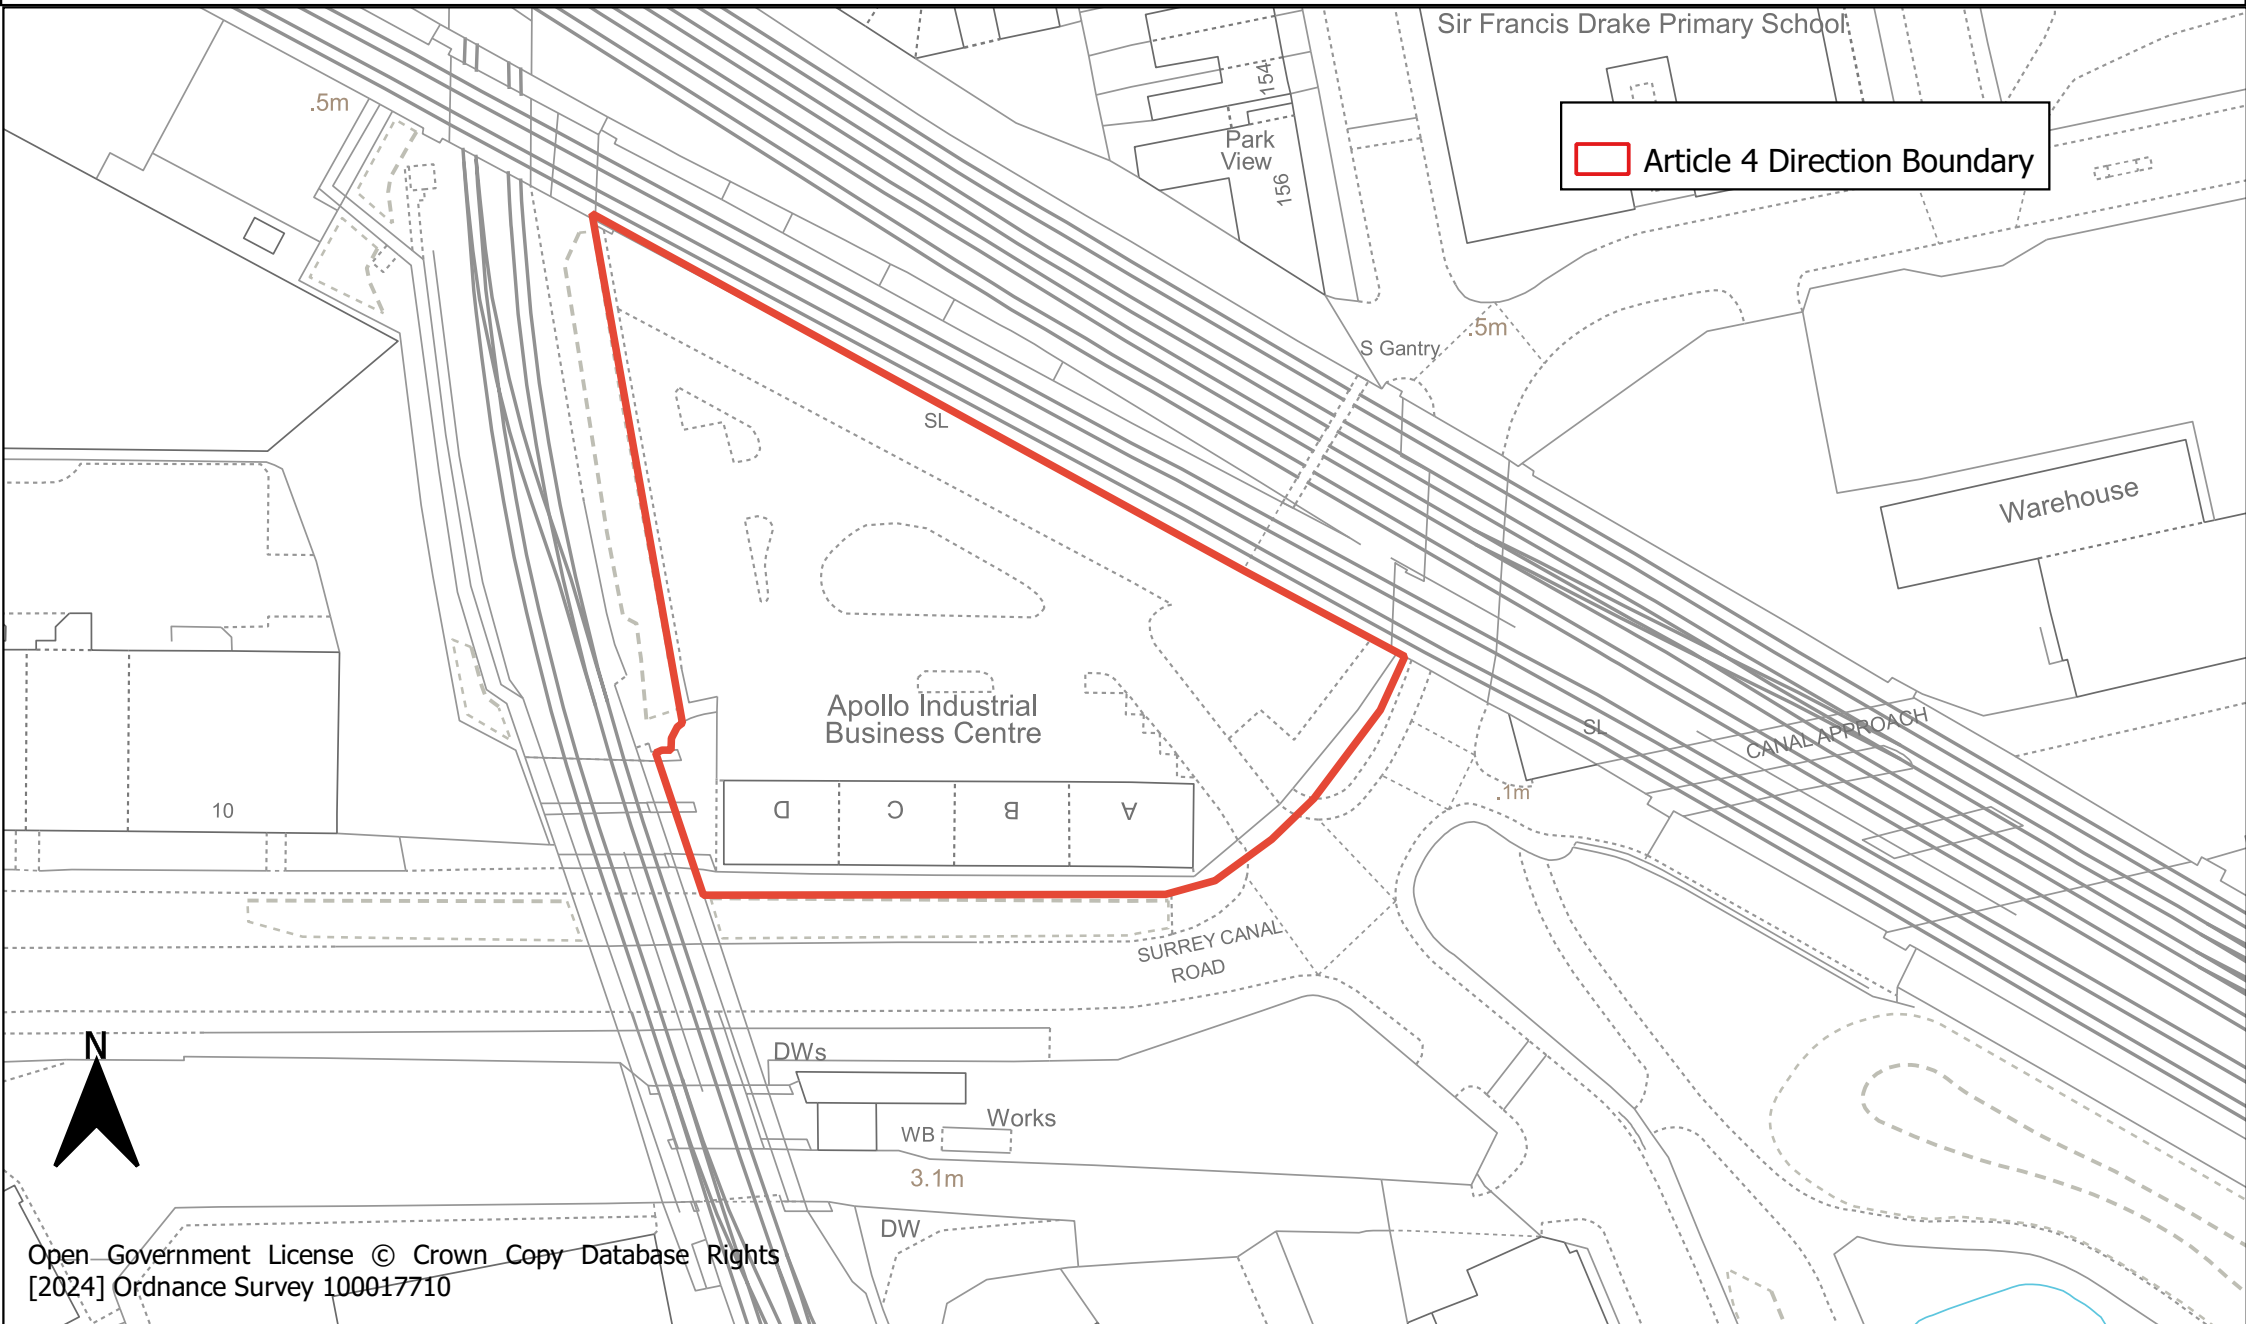 Sir Francis Drake Primary School
.5m
154
Park
View
156
Article 4 Direction Boundary
S Gantry
.5m
SL
Warehouse
Apollo Industrial
Business Centre
SL
CANAL APPROACH
10
D
C
B
A
.1m
SURREY CANAL
ROAD
N
DWs
Works
WB
3.1m
DW
Open Government License © Crown Copy Database Rights
[2024] Ordnance Survey 100017710